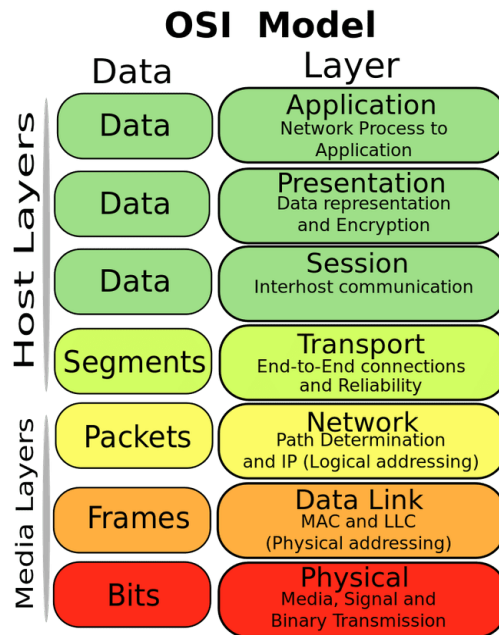 OSI Model
Data
Layer
Host Layers
Data
Application
Network Process to
Application
Data
Presentation
Data representation
and Encryption
Data
Session
Interhost communication
Segments
Transport
End-to-End connections
and Reliability
Media Layers
Packets
Network
Path Determination
and IP (Logical addressing)
Frames
Data Link
MAC and LLC
(Physical addressing)
Bits
Physical
Media, Signal and
Binary Transmission